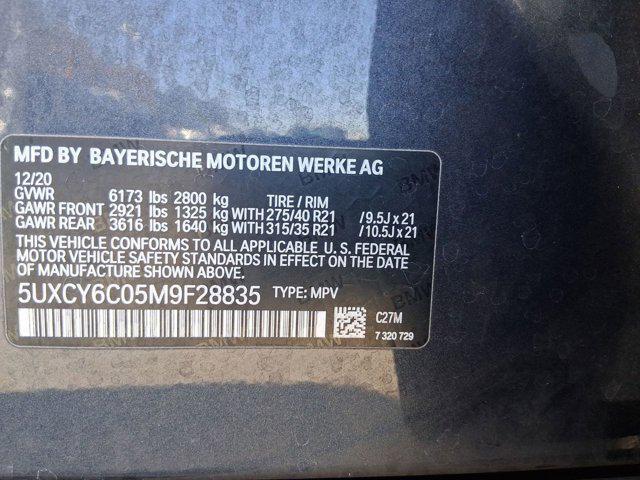 MFD BY BAYERISCHE MOTOREN WERKE AG
12/20
GVWR 6173 lbs 2800 kg TIRE / RIM
GAWR FRONT 2921 lbs 1325 kg WITH 275/40 R21 / 9.5J x 21
GAWR REAR 3616 lbs 1640 kg WITH 315/35 R21 / 10.5J x 21
THIS VEHICLE CONFORMS TO ALL APPLICABLE U. S. FEDERAL
MOTOR VEHICLE SAFETY STANDARDS IN EFFECT ON THE DATE
OF MANUFACTURE SHOWN ABOVE.
5UXCY6C05M9F28835 TYPE: MPV
C27M
7 320 729